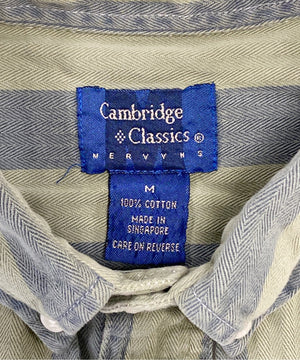 Cambridge
Classics®
MERVYNS
M
100% COTTON
MADE IN
SINGAPORE
CARE ON REVERSE